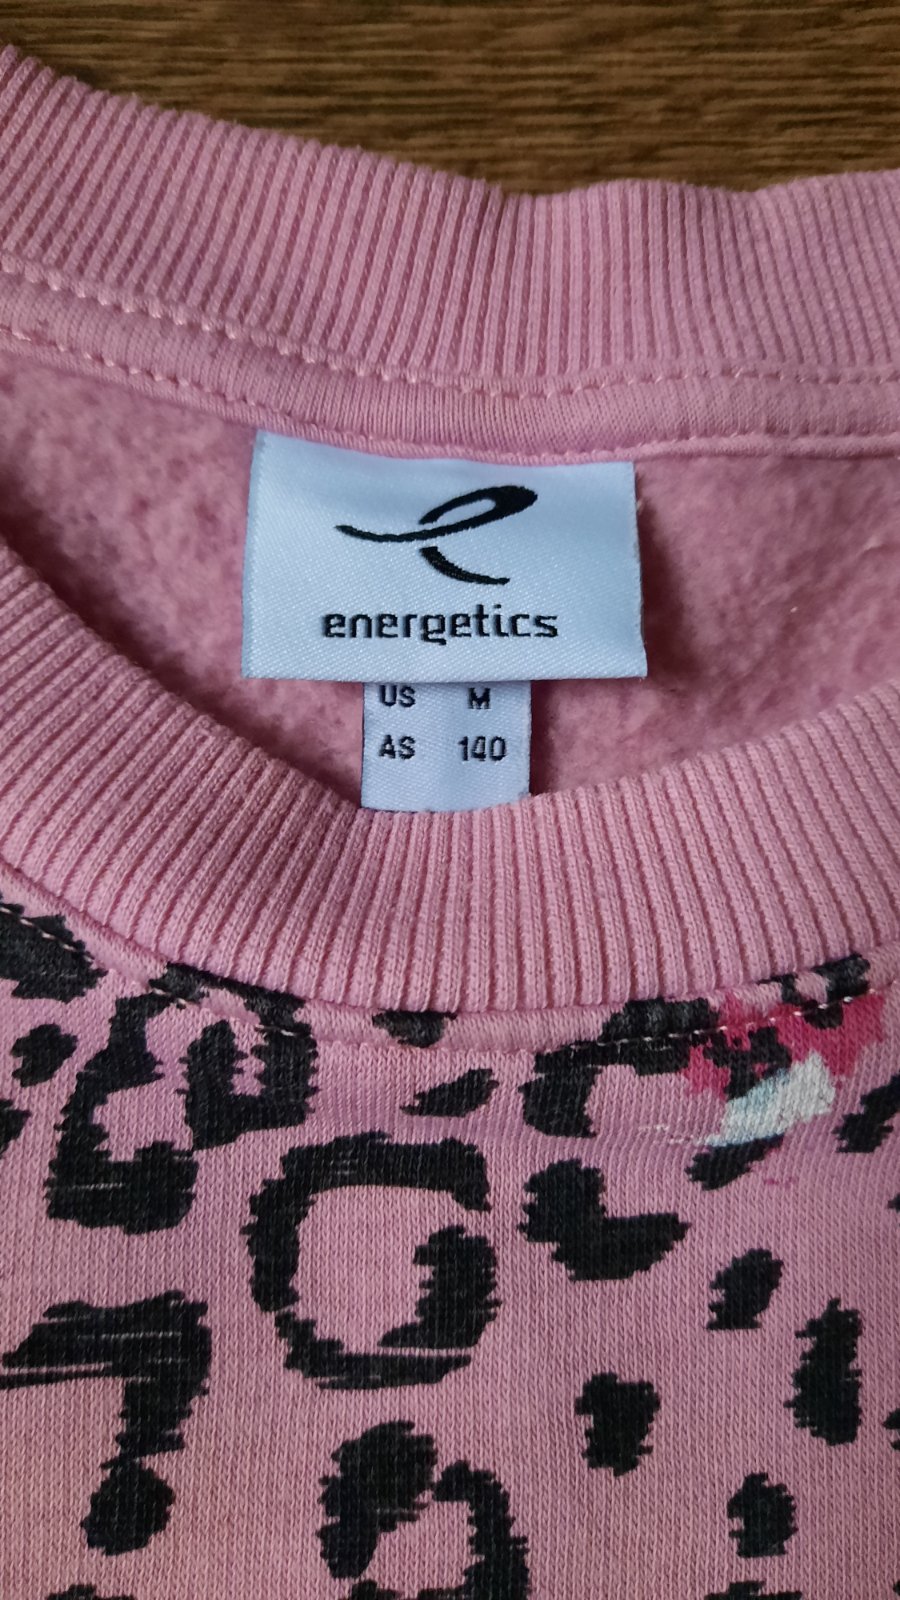 energetics
US M
AS 140